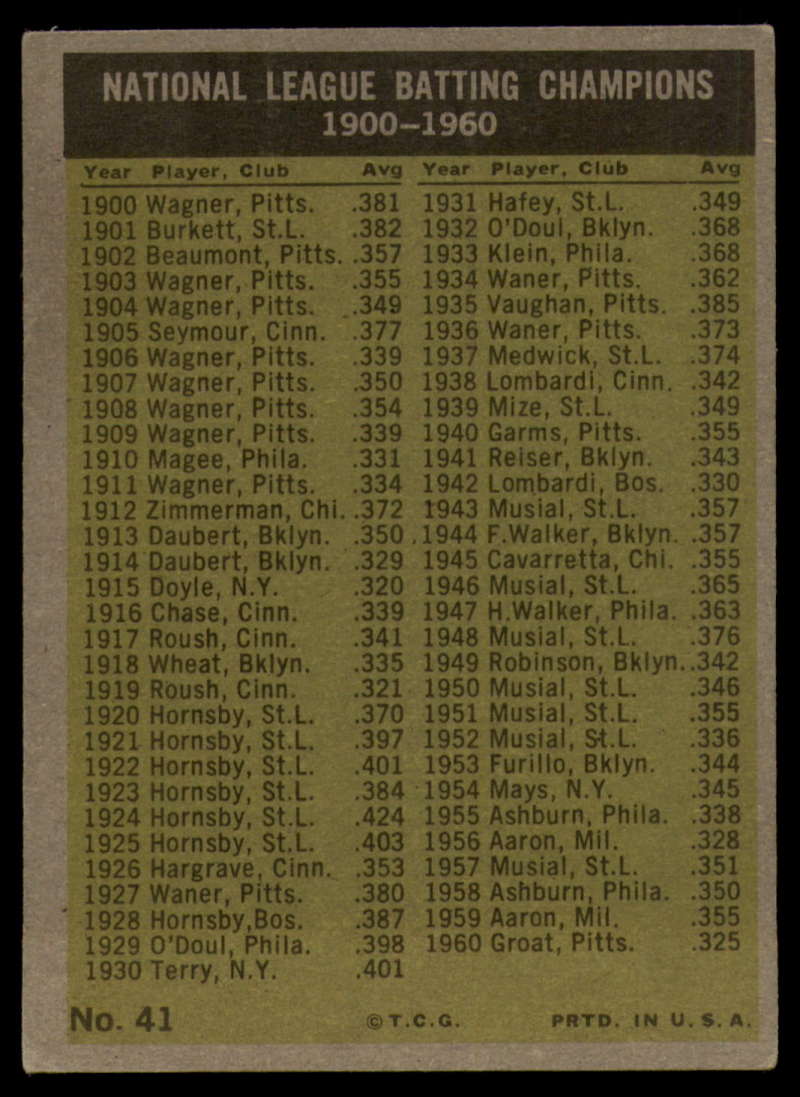 NATIONAL LEAGUE BATTING CHAMPIONS
1900-1960
Year Player, Club Avg
1900 Wagner, Pitts. .381
1901 Burkett, St.L. .382
1902 Beaumont, Pitts. .357
1903 Wagner, Pitts. .355
1904 Wagner, Pitts. .349
1905 Seymour, Cinn. .377
1906 Wagner, Pitts. .339
1907 Wagner, Pitts. .350
1908 Wagner, Pitts. .354
1909 Wagner, Pitts. .339
1910 Magee, Phila. .331
1911 Wagner, Pitts. .334
1912 Zimmerman, Chi. .372
1913 Daubert, Bklyn. .350
1914 Daubert, Bklyn. .329
1915 Doyle, N.Y. .320
1916 Chase, Cinn. .339
1917 Roush, Cinn. .341
1918 Wheat, Bklyn. .335
1919 Roush, Cinn. .321
1920 Hornsby, St.L. .370
1921 Hornsby, St.L. .397
1922 Hornsby, St.L. .401
1923 Hornsby, St.L. .384
1924 Hornsby, St.L. .424
1925 Hornsby, St.L. .403
1926 Hargrave, Cinn. .353
1927 Waner, Pitts. .380
1928 Hornsby,Bos. .387
1929 O'Doul, Phila. .398
1930 Terry, N.Y. .401
Year Player, Club Avg
1931 Hafey, St.L. .349
1932 O'Doul, Bklyn. .368
1933 Klein, Phila. .368
1934 Waner, Pitts. .362
1935 Vaughan, Pitts. .385
1936 Waner, Pitts. .373
1937 Medwick, St.L. .374
1938 Lombardi, Cinn. .342
1939 Mize, St.L. .349
1940 Garms, Pitts. .355
1941 Reiser, Bklyn. .343
1942 Lombardi, Bos. .330
1943 Musial, St.L. .357
1944 F.Walker, Bklyn. .357
1945 Cavarretta, Chi. .355
1946 Musial, St.L. .365
1947 H.Walker, Phila. .363
1948 Musial, St.L. .376
1949 Robinson, Bklyn. .342
1950 Musial, St.L. .346
1951 Musial, St.L. .355
1952 Musial, St.L. .336
1953 Furillo, Bklyn. .344
1954 Mays, N.Y. .345
1955 Ashburn, Phila. .338
1956 Aaron, Mil. .328
1957 Musial, St.L. .351
1958 Ashburn, Phila. .350
1959 Aaron, Mil. .355
1960 Groat, Pitts. .325
No. 41 © T.C.G. PRTD. IN U.S.A.